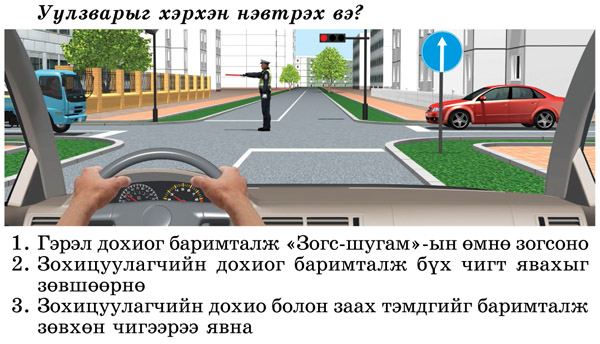 Уулзварыг хэрхэн нэвтрэх вэ?
1. Гэрэл дохиог баримталж «Зогс-шугам»-ын өмнө зогсоно
2. Зохицуулагчийн дохиог баримталж бүх чигт явахыг
зөвшөөрнө
3. Зохицуулагчийн дохио болон заах тэмдгийг баримталж
зөвхөн чигээрээ явна